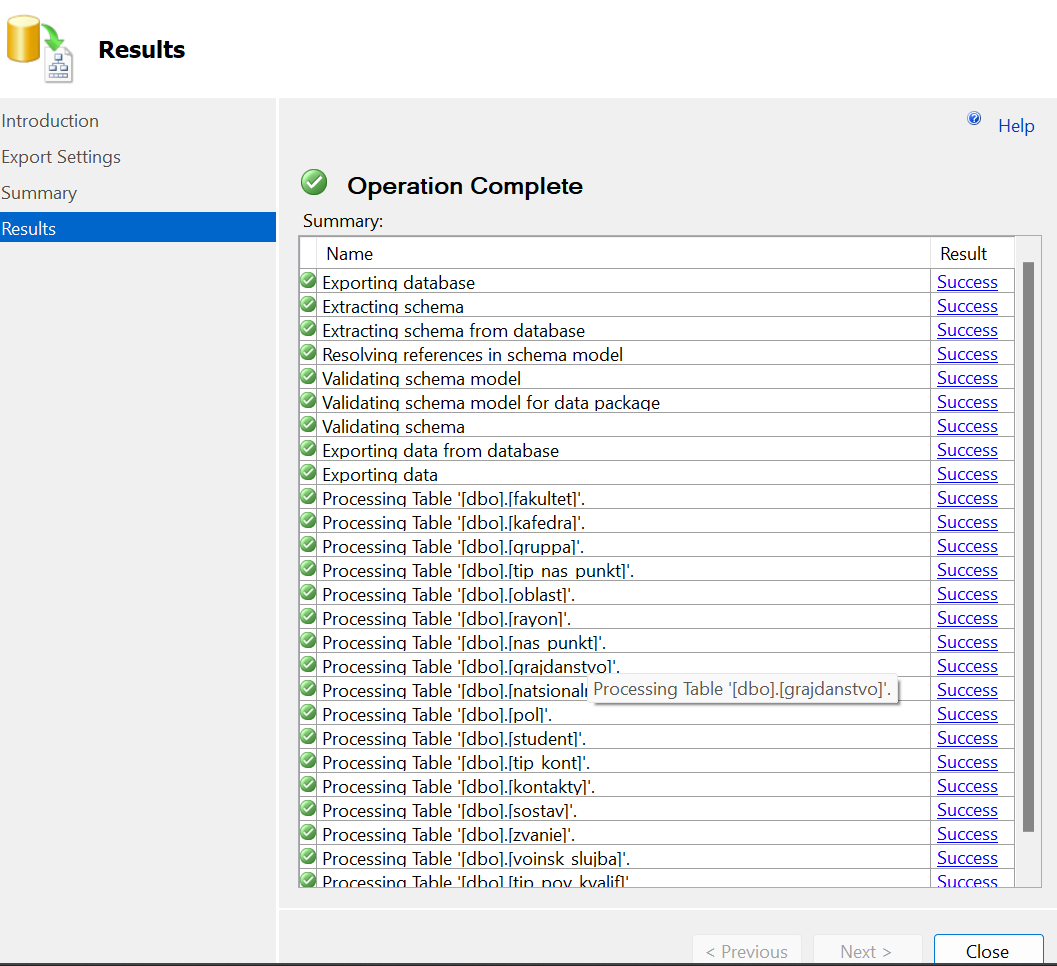 Results
Introduction
Export Settings
Summary
Results
Help
Operation Complete
Summary:
Name Result
Exporting database Success
Extracting schema Success
Extracting schema from database Success
Resolving references in schema model Success
Validating schema model Success
Validating schema model for data package Success
Validating schema Success
Exporting data from database Success
Exporting data Success
Processing Table '[dbo].[fakultet]'. Success
Processing Table '[dbo].[kafedra]'. Success
Processing Table '[dbo].[gruppa]'. Success
Processing Table '[dbo].[tip_nas_punkt]'. Success
Processing Table '[dbo].[oblast]'. Success
Processing Table '[dbo].[rayon]'. Success
Processing Table '[dbo].[nas_punkt]'. Success
Processing Table '[dbo].[grajdanstvo]'. Success
Processing Table '[dbo]. Processing Table '[dbo].[grajdanstvo]'. Success
Processing Table '[dbo].[pol]'. Success
Processing Table '[dbo].[student]'. Success
Processing Table '[dbo].[tip_kont]'. Success
Processing Table '[dbo].[kontakty]'. Success
Processing Table '[dbo].[sostav]'. Success
Processing Table '[dbo].[zvanie]'. Success
Processing Table '[dbo].[voinsk_slujba]'. Success
Processing Table '[dbo].[tip_pov_kvalif]' Success
< Previous Next > Close